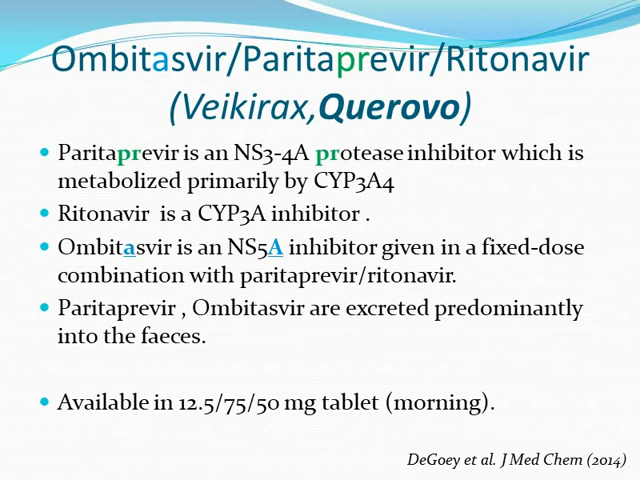 Ombitasvir/Paritaprevir/Ritonavir
(Veikirax,Querovo)
Paritaprevir is an NS3-4A protease inhibitor which is
metabolized primarily by CYP3A4
Ritonavir is a CYP3A inhibitor .
Ombitasvir is an NS5A inhibitor given in a fixed-dose
combination with paritaprevir/ritonavir.
Paritaprevir , Ombitasvir are excreted predominantly
into the faeces.
Available in 12.5/75/50 mg tablet (morning).
DeGoey et al. J Med Chem (2014)